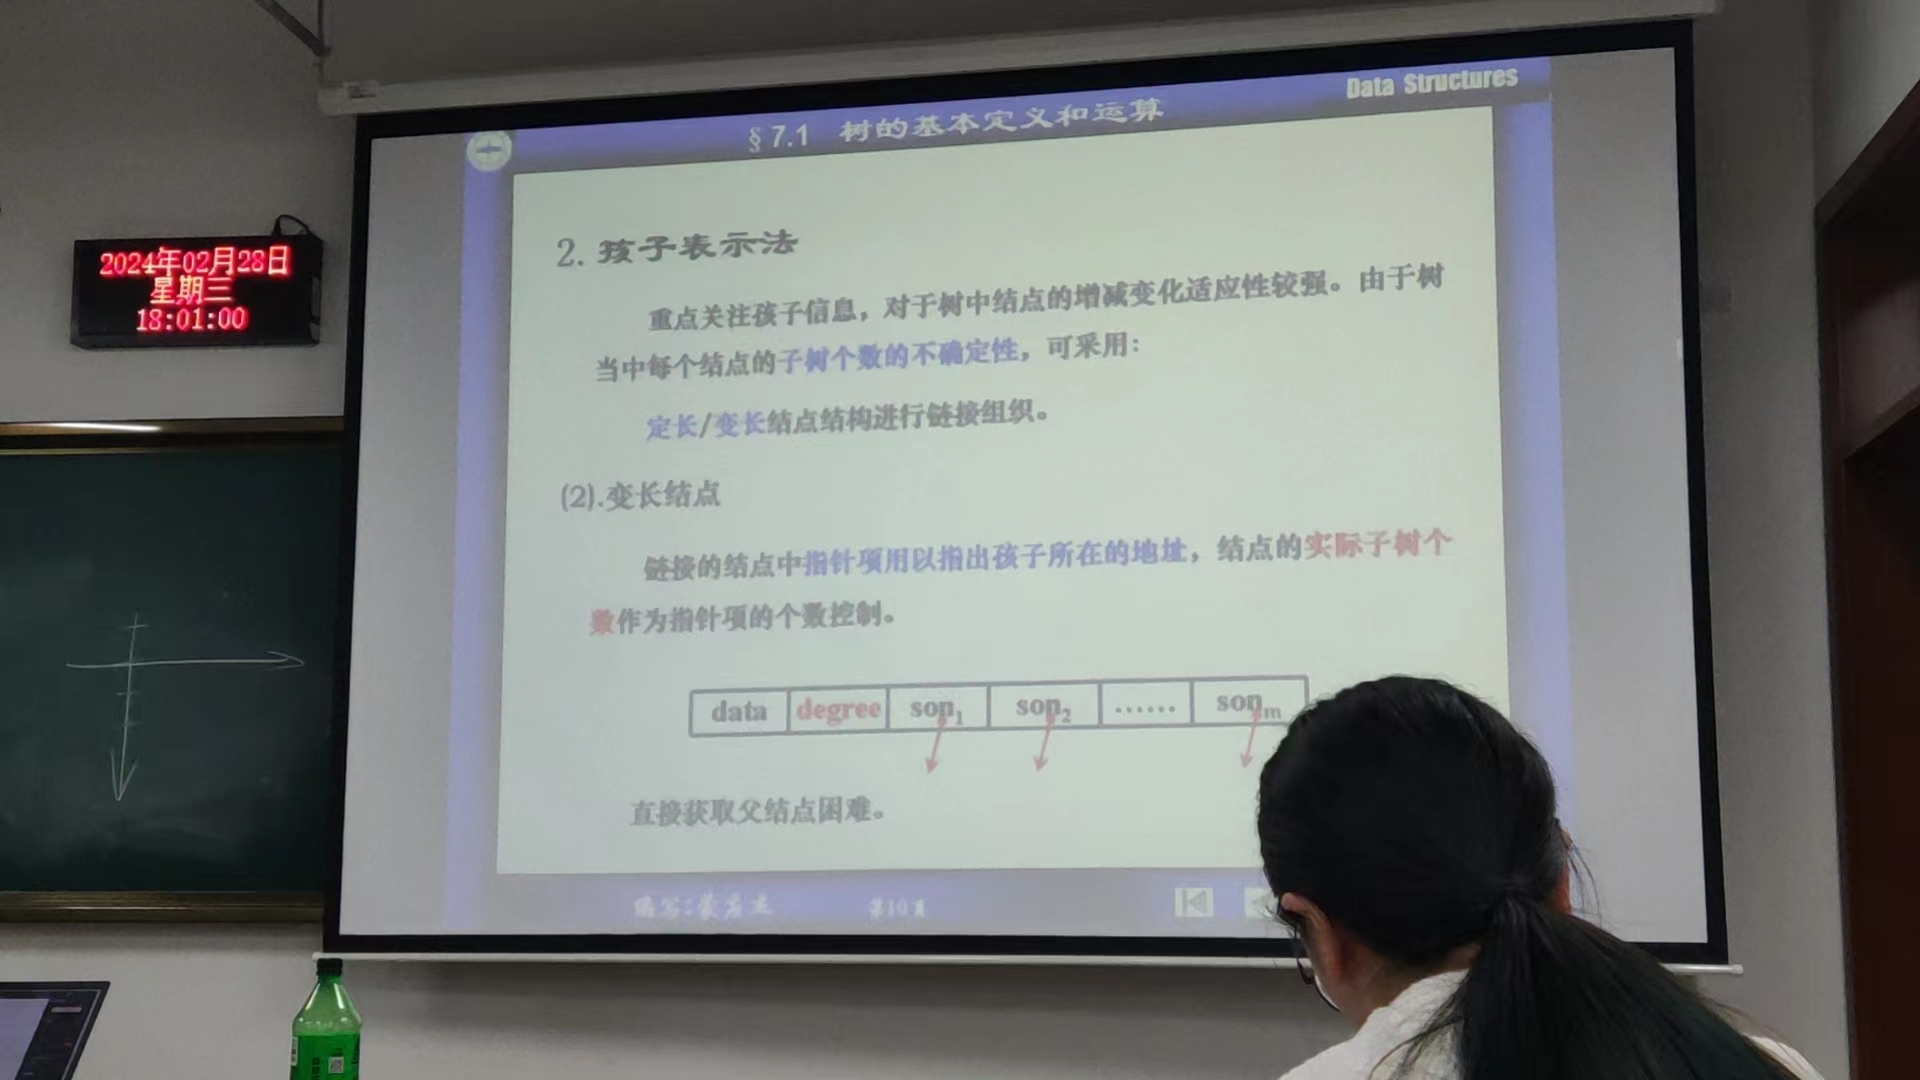 Data Structures
§7.1 树的基本定义和运算
2024年02月28日
星期三
18:01:00
2. 孩子表示法
重点关注孩子信息，对于树中结点的增减变化适应性较强。由于树
当中每个结点的子树个数的不确定性，可采用：
定长/变长结点结构进行链接组织。
(2).变长结点
链接的结点中指针项用以指出孩子所在的地址，结点的实际子树个
数作为指针项的个数控制。
data degree son1 son2 …… sonm
直接获取父结点困难。
第10页